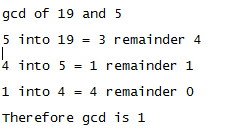 gcd of 19 and 5
5 into 19 = 3 remainder 4
4 into 5 = 1 remainder 1
1 into 4 = 4 remainder 0
Therefore gcd is 1